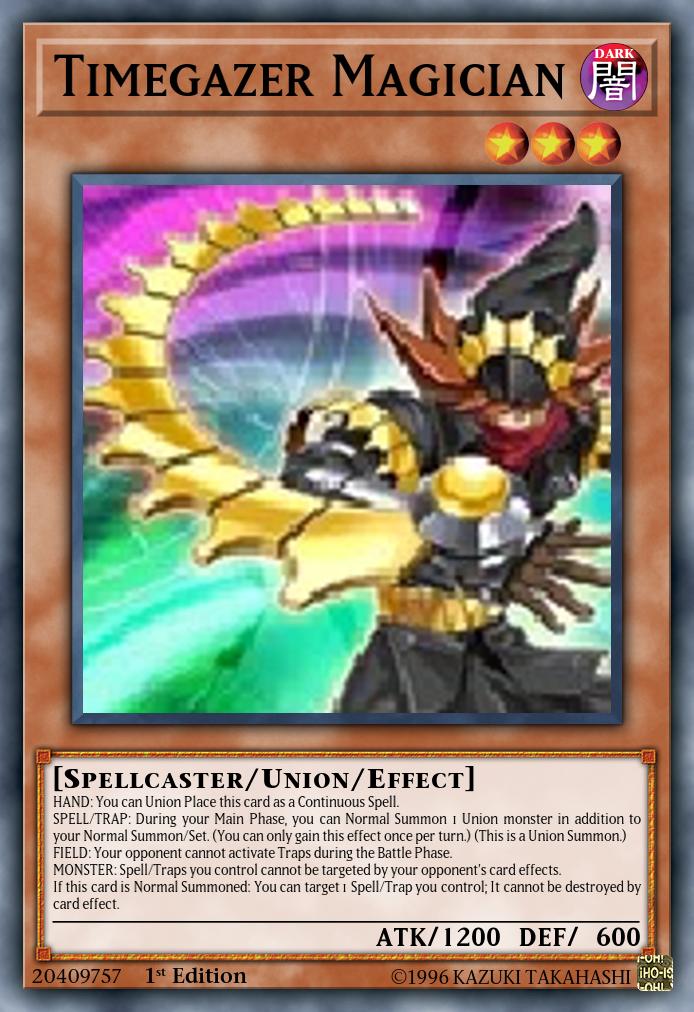 Timegazer Magician
DARK
闇
[Spellcaster/Union/Effect]
HAND: You can Union Place this card as a Continuous Spell.
SPELL/TRAP: During your Main Phase, you can Normal Summon 1 Union monster in addition to
your Normal Summon/Set. (You can only gain this effect once per turn.) (This is a Union Summon.)
FIELD: Your opponent cannot activate Traps during the Battle Phase.
MONSTER: Spell/Traps you control cannot be targeted by your opponent's card effects.
If this card is Normal Summoned: You can target 1 Spell/Trap you control; It cannot be destroyed by
card effect.
ATK/1200 DEF/ 600
20409757 1st Edition ©1996 KAZUKI TAKAHASHI